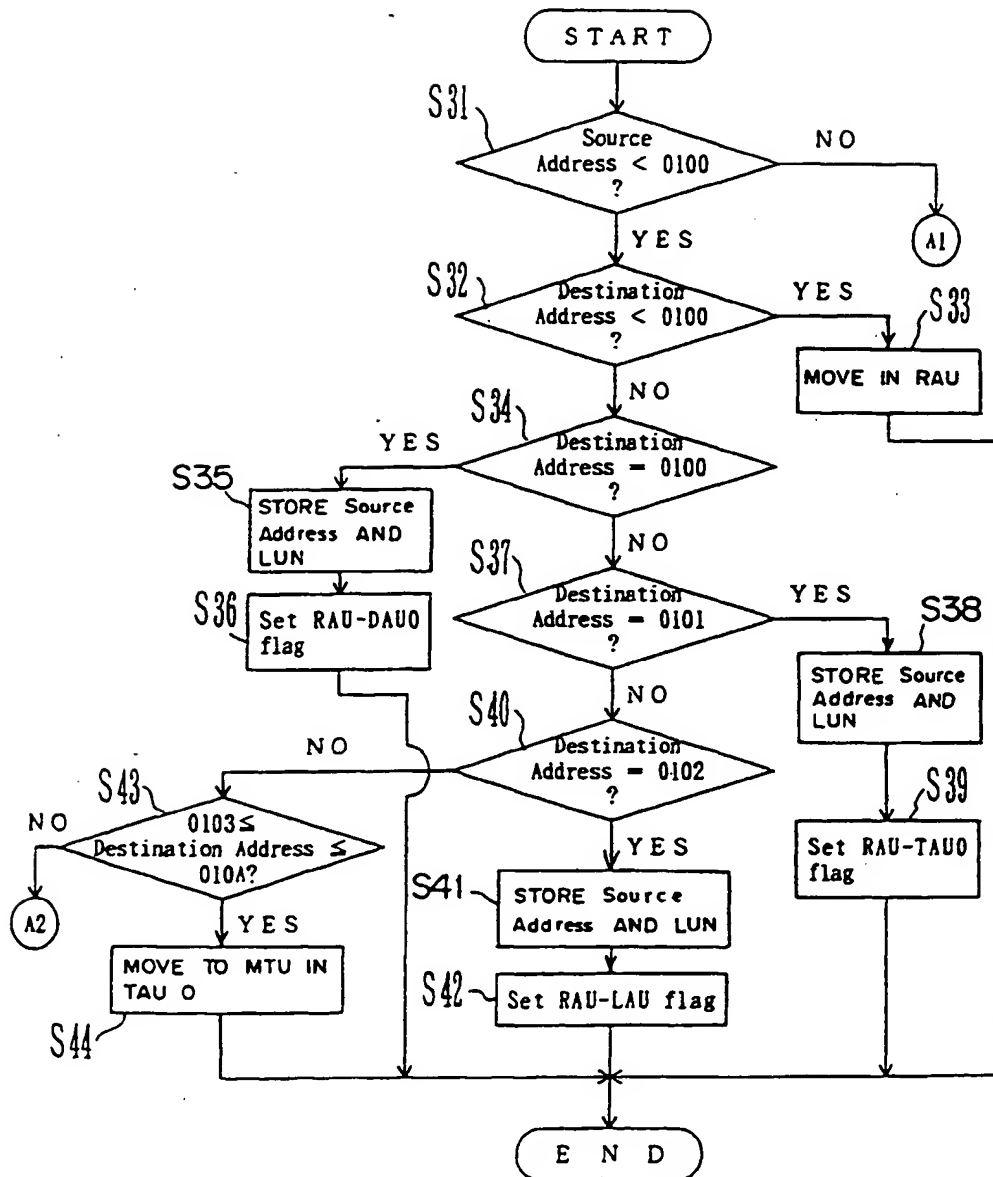 START
S31
Source
Address < 0100
?
NO
A1
YES
S32
Destination
Address < 0100
?
YES
S33
MOVE IN RAU
NO
S34
Destination
Address = 0100
?
YES
S35
STORE Source
Address AND
LUN
S36
Set RAU-DAU0
flag
NO
S37
Destination
Address = 0101
?
YES
S38
STORE Source
Address AND
LUN
S39
Set RAU-TAU0
flag
NO
S40
Destination
Address = 0102
?
NO
S43
0103≤
Destination Address ≤
010A?
NO
A2
YES
MOVE TO MTU IN
TAU 0
S44
YES
S41
STORE Source
Address AND LUN
S42
Set RAU-LAU flag
END